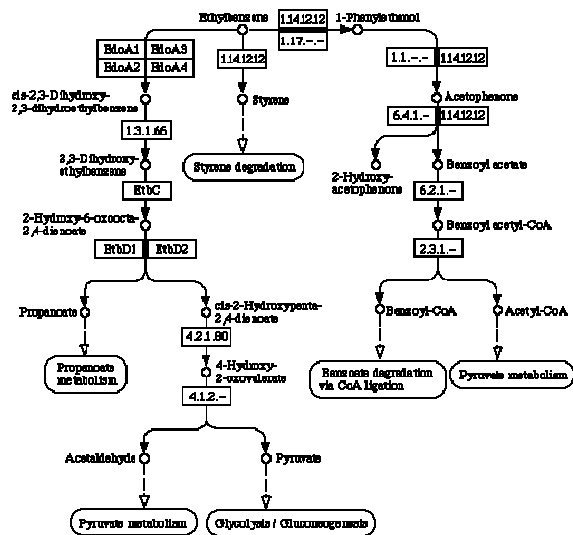 Ethylbenzene
1.14.12.12
1-Phenylethanol
1.17.-.-
BloA1
BloA3
BloA2
BloA4
1.14.12.12
1.1.-.-
1.14.12.12
cis-2,3-Dihydroxy-
2,3-dihydroethylbenzene
Styrene
Acetophenone
6.4.1.-
1.14.12.12
1.3.1.66
2,3-Dihydroxy-
ethylbenzene
Styrene degradation
2-Hydroxy-
acetophenone
Benzoyl acetate
EtbC
6.2.1.-
2-Hydroxy-6-oxoocta-
2,4-dienoate
Benzoyl acetyl-CoA
EtbD1
EtbD2
2.3.1.-
Propanoate
cis-2-Hydroxypenta-
2,4-dienoate
Benzoyl-CoA
Acetyl-CoA
4.2.1.80
Propanoate
metabolism
4-Hydroxy-
2-oxovalerate
Benzoate degradation
via CoA ligation
Pyruvate metabolism
4.1.2.-
Acetaldehyde
Pyruvate
Pyruvate metabolism
Glycolysis / Gluconeogenesis